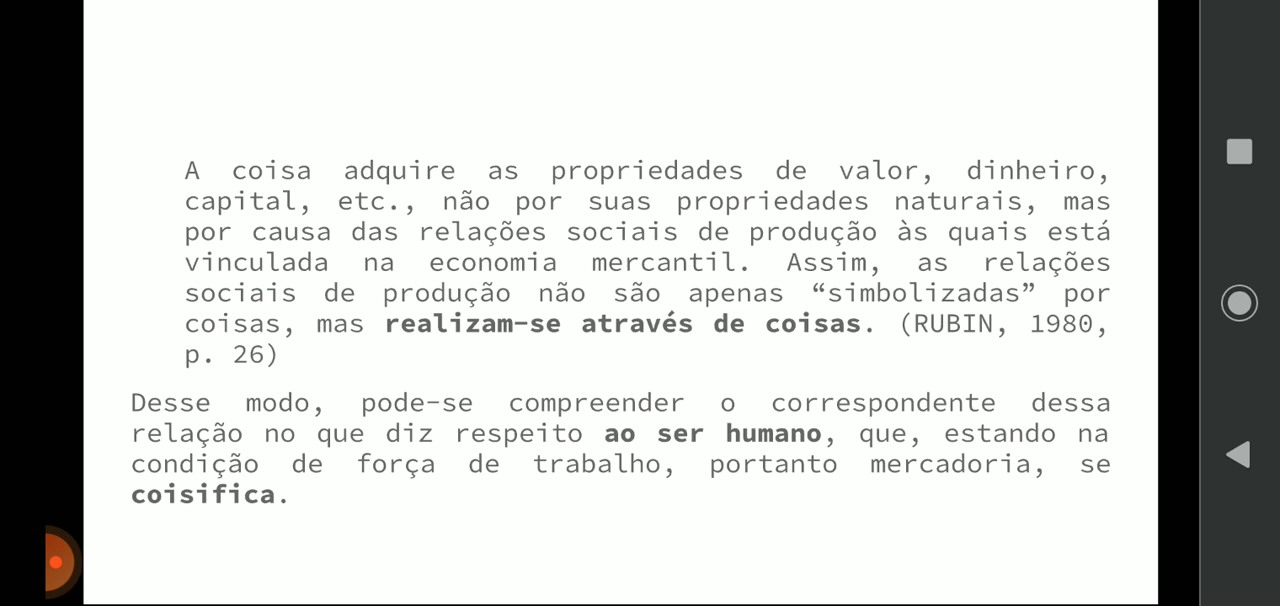 A coisa adquire as propriedades de valor, dinheiro,
capital, etc., não por suas propriedades naturais, mas
por causa das relações sociais de produção às quais está
vinculada na economia mercantil. Assim, as relações
sociais de produção não são apenas “simbolizadas” por
coisas, mas realizam-se através de coisas. (RUBIN, 1980,
p. 26)
Desse modo, pode-se compreender o correspondente dessa
relação no que diz respeito ao ser humano, que, estando na
condição de força de trabalho, portanto mercadoria, se
coisifica.